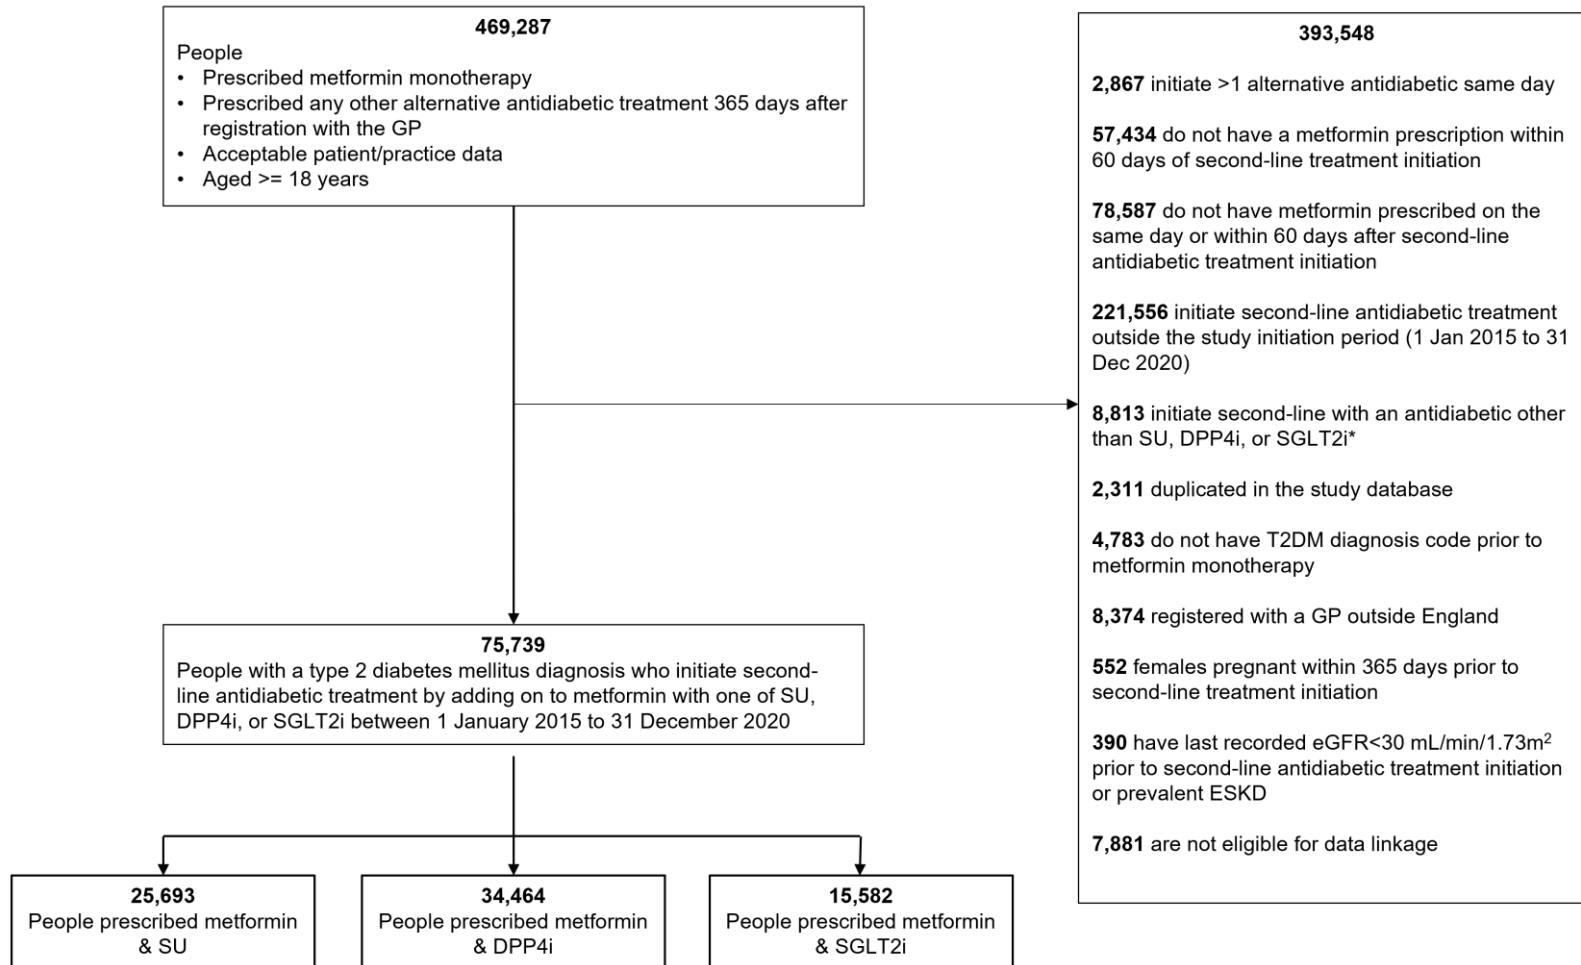 469,287
People
• Prescribed metformin monotherapy
• Prescribed any other alternative antidiabetic treatment 365 days after
registration with the GP
• Acceptable patient/practice data
• Aged >= 18 years
393,548
2,867 initiate >1 alternative antidiabetic same day
57,434 do not have a metformin prescription within
60 days of second-line treatment initiation
78,587 do not have metformin prescribed on the
same day or within 60 days after second-line
antidiabetic treatment initiation
221,556 initiate second-line antidiabetic treatment
outside the study initiation period (1 Jan 2015 to 31
Dec 2020)
8,813 initiate second-line with an antidiabetic other
than SU, DPP4i, or SGLT2i*
2,311 duplicated in the study database
4,783 do not have T2DM diagnosis code prior to
metformin monotherapy
8,374 registered with a GP outside England
552 females pregnant within 365 days prior to
second-line treatment initiation
390 have last recorded eGFR<30 mL/min/1.73m²
prior to second-line antidiabetic treatment initiation
or prevalent ESKD
7,881 are not eligible for data linkage
75,739
People with a type 2 diabetes mellitus diagnosis who initiate second-
line antidiabetic treatment by adding on to metformin with one of SU,
DPP4i, or SGLT2i between 1 January 2015 to 31 December 2020
25,693
People prescribed metformin
& SU
34,464
People prescribed metformin
& DPP4i
15,582
People prescribed metformin
& SGLT2i